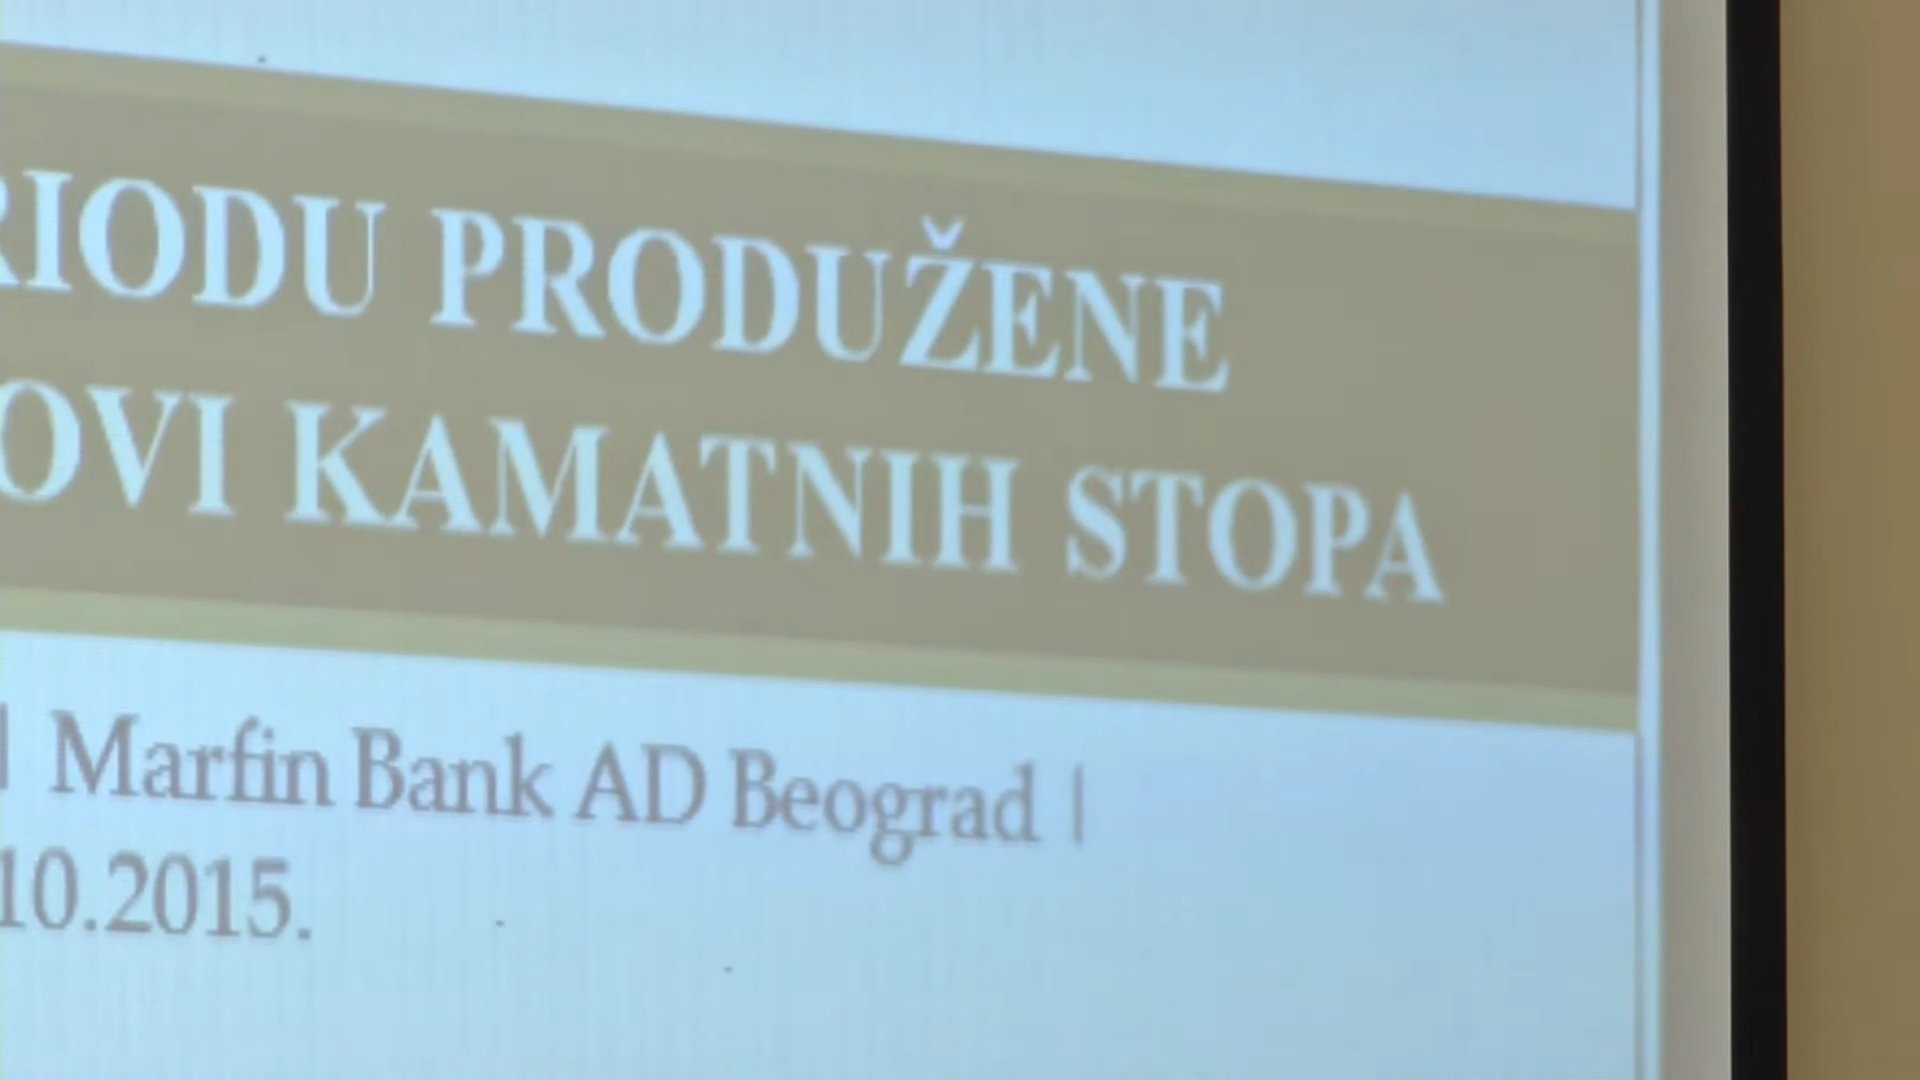 RIODU PRODUŽENE
OVI KAMATNIH STOPA
| Marfin Bank AD Beograd |
10.2015.